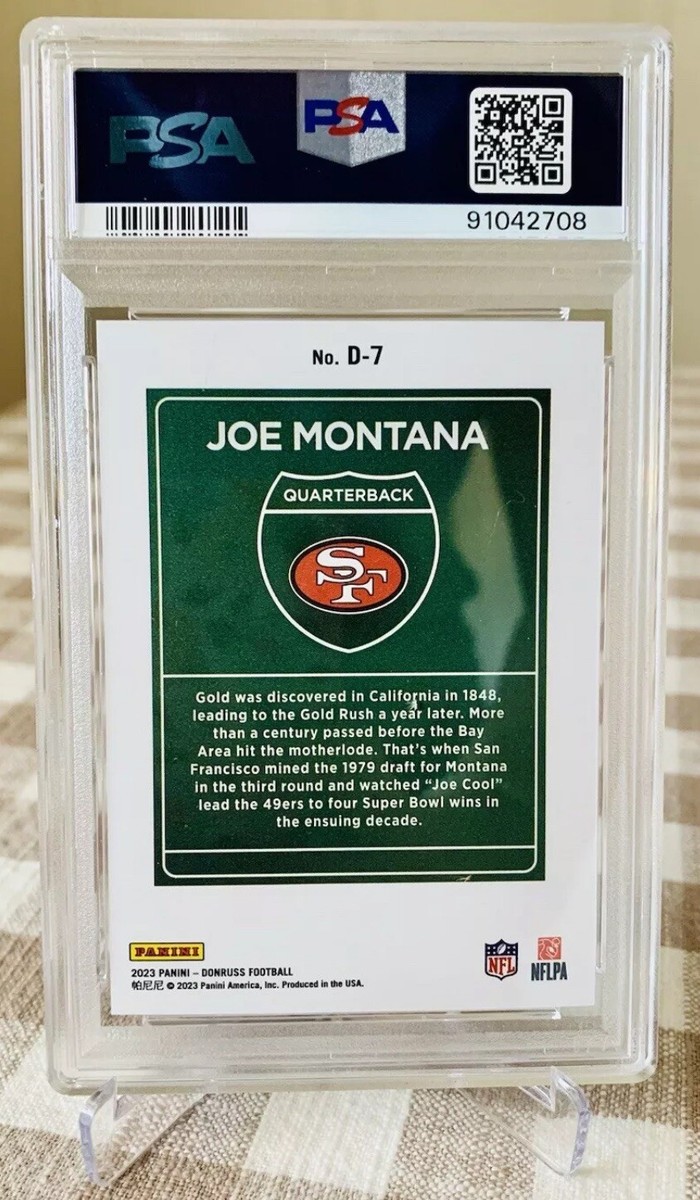 PSA
PSA
91042708
No. D-7
JOE MONTANA
QUARTERBACK
SF
Gold was discovered in California in 1848,
leading to the Gold Rush a year later. More
than a century passed before the Bay
Area hit the motherlode. That's when San
Francisco mined the 1979 draft for Montana
in the third round and watched “Joe Cool”
lead the 49ers to four Super Bowl wins in
the ensuing decade.
PANINI
2023 PANINI – DONRUSS FOOTBALL
帕尼尼 © 2023 Panini America, Inc. Produced in the USA.
NFL
NFLPA